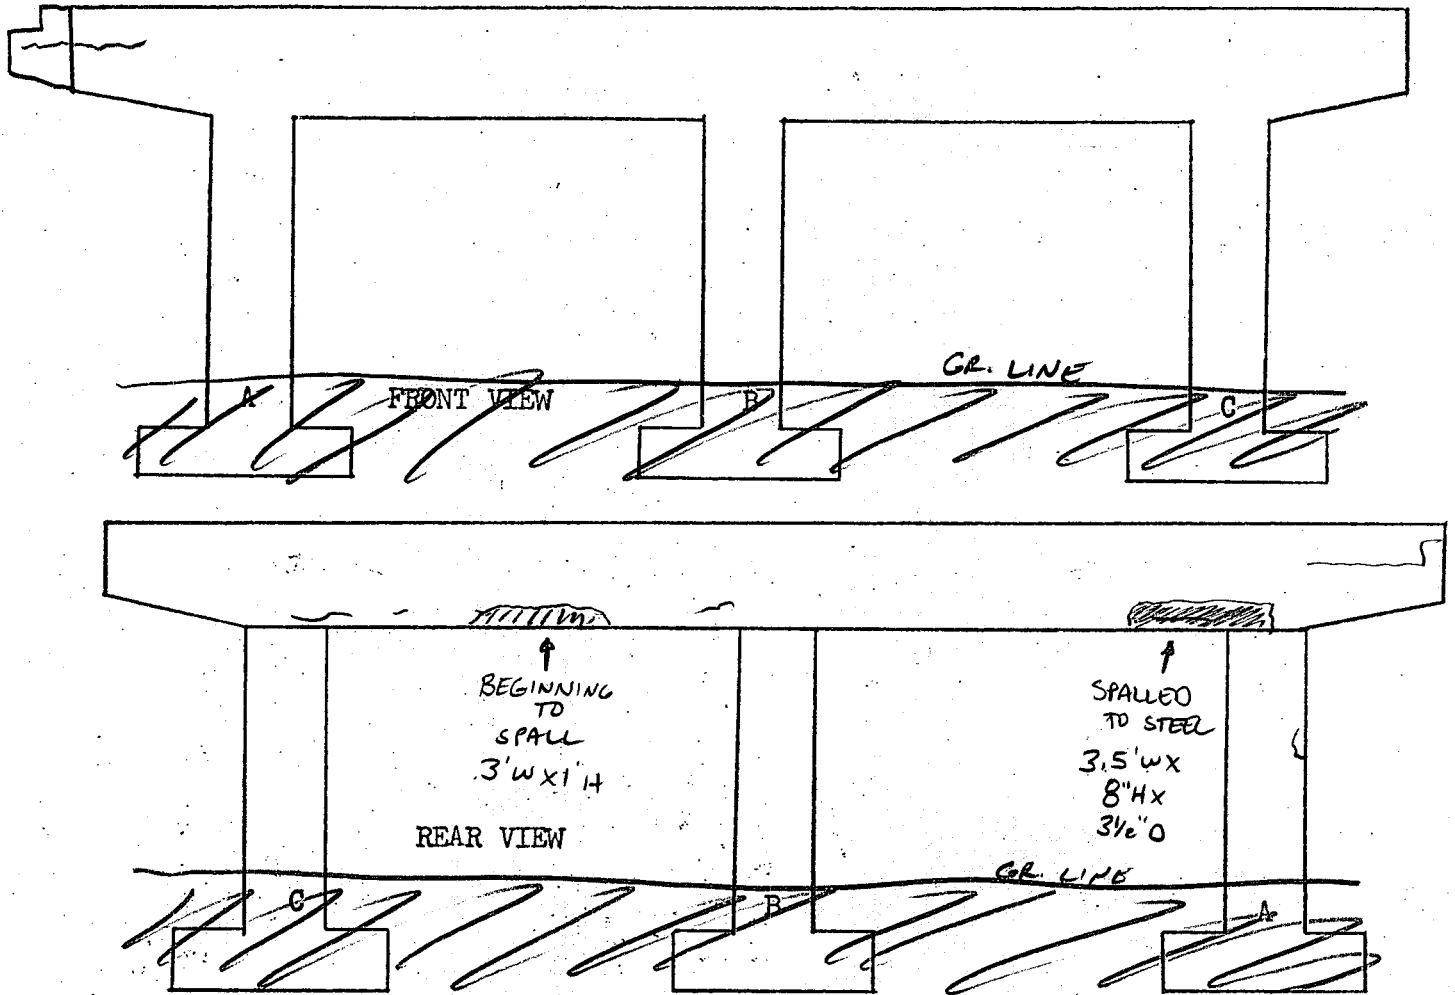 GR. LINE
A FRONT VIEW B C
BEGINNING
TO
SPALL
3'W X 1'H
SPALLED
TO STEEL
3.5'W X
8"H X
3½"D
REAR VIEW
GR. LINE
C B A